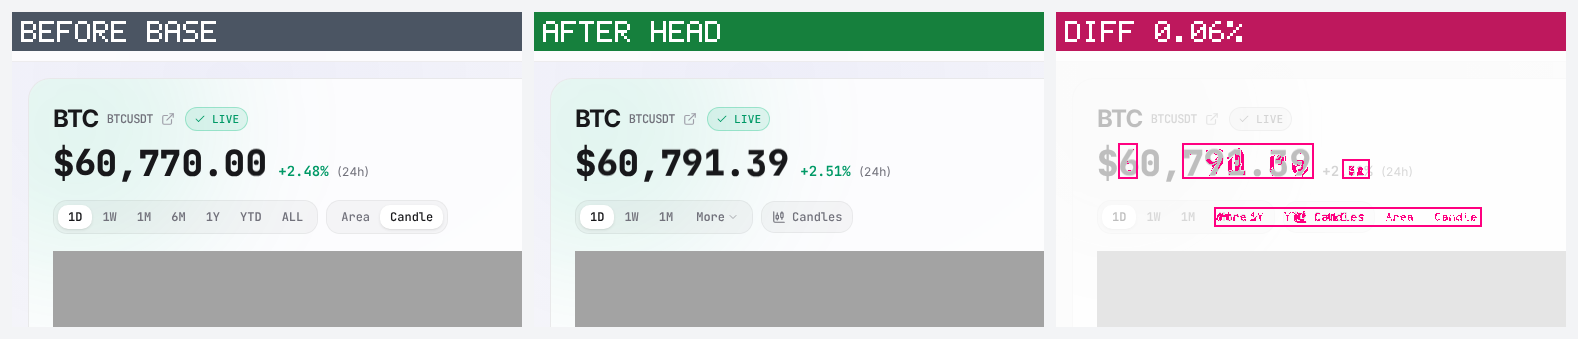 BEFORE BASE
BTC BTCUSDT LIVE
$60,770.00 +2.48% (24h)
1D 1W 1M 6M 1Y YTD ALL Area Candle
AFTER HEAD
BTC BTCUSDT LIVE
$60,791.39 +2.51% (24h)
1D 1W 1M More Candles
DIFF 0.06%
BTC BTCUSDT LIVE
(24h)
1D 1W 1M Candles Area Candle